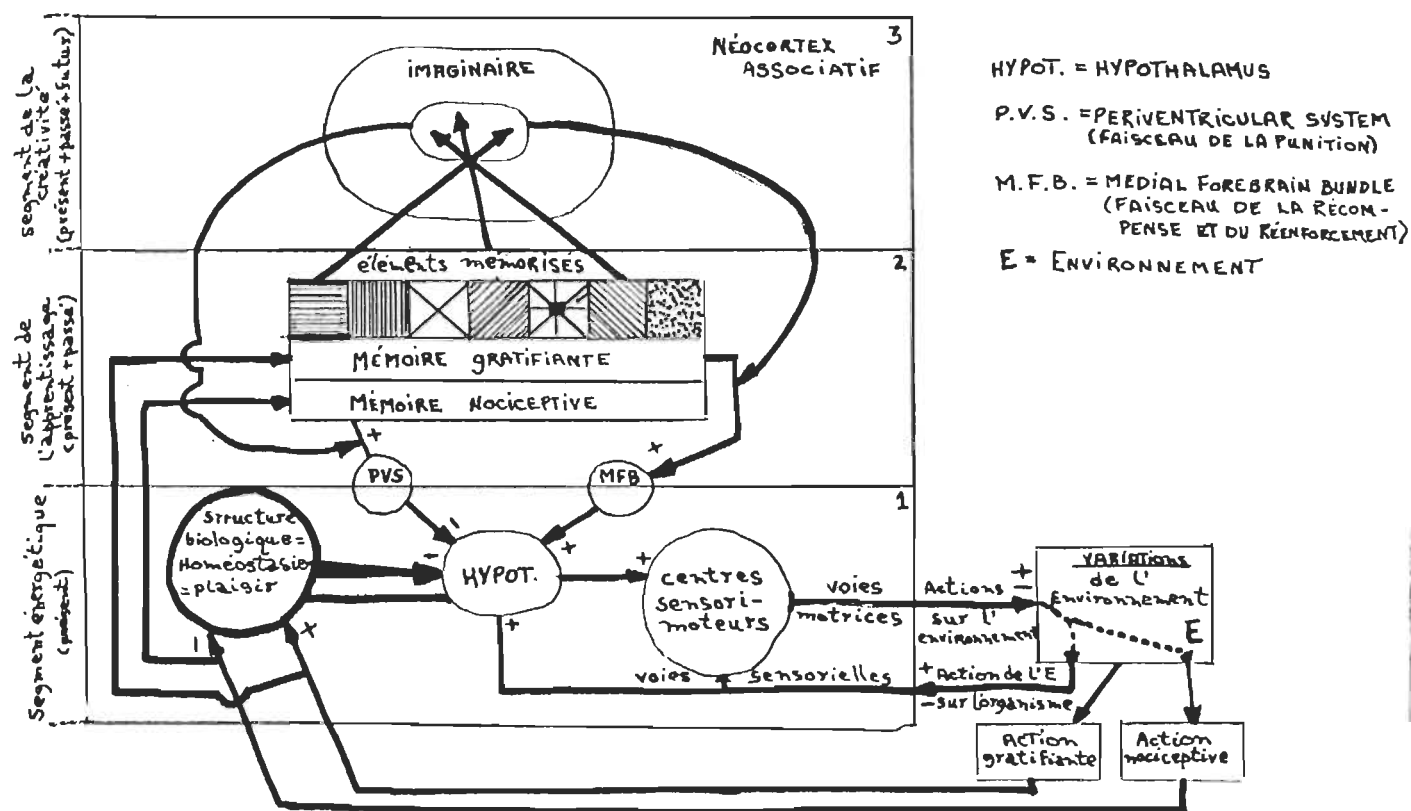 segment de la
créativité
(présent+passé+futur)
3
NÉOCORTEX
ASSOCIATIF
IMAGINAIRE
HYPOT. = HYPOTHALAMUS
P.V.S. = PERIVENTRICULAR SYSTEM
(FAISCEAU DE LA PUNITION)
M.F.B. = MEDIAL FOREBRAIN BUNDLE
(FAISCEAU DE LA RÉCOM-
PENSE ET DU RÉENFORCEMENT)
E = ENVIRONNEMENT
Segment de
l'apprentissage
(présent+passé)
2
éléments mémorisés
MÉMOIRE GRATIFIANTE
MÉMOIRE NOCICEPTIVE
+
+
PVS
MFB
Segment énergétique
(présent)
1
Structure
biologique=
Homéostasie
=plaisir
-
-
+
HYPOT.
+
+
centres
sensori-
moteurs
voies
motrices
Actions
sur l'
environnement
+
-
VARIATIONS
de l'
Environnement
E
-
+
voies sensorielles
+ Action de l'E
- sur l'organisme
Action
gratifiante
Action
nociceptive